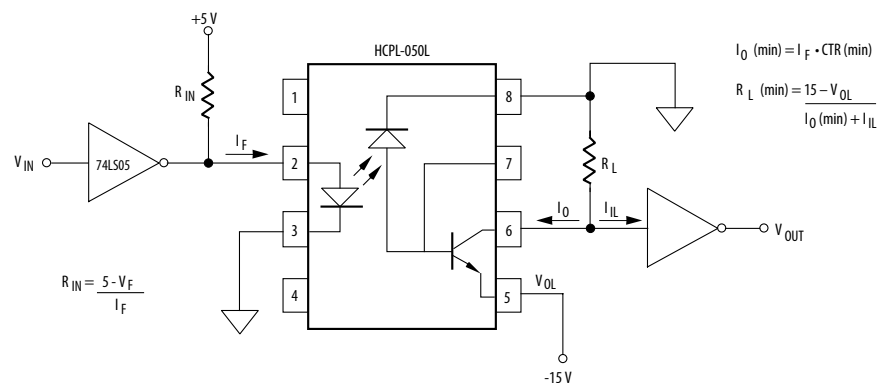 +5 V
HCPL-050L
I_O (min) = I_F • CTR (min)
R_L (min) = 15 – V_OL
I_O (min) + I_IL
R_IN
1
8
I_F
V_IN
74LS05
2
7
R_L
I_O
I_IL
3
6
V_OUT
R_IN = 5 - V_F
I_F
4
5
V_OL
-15 V